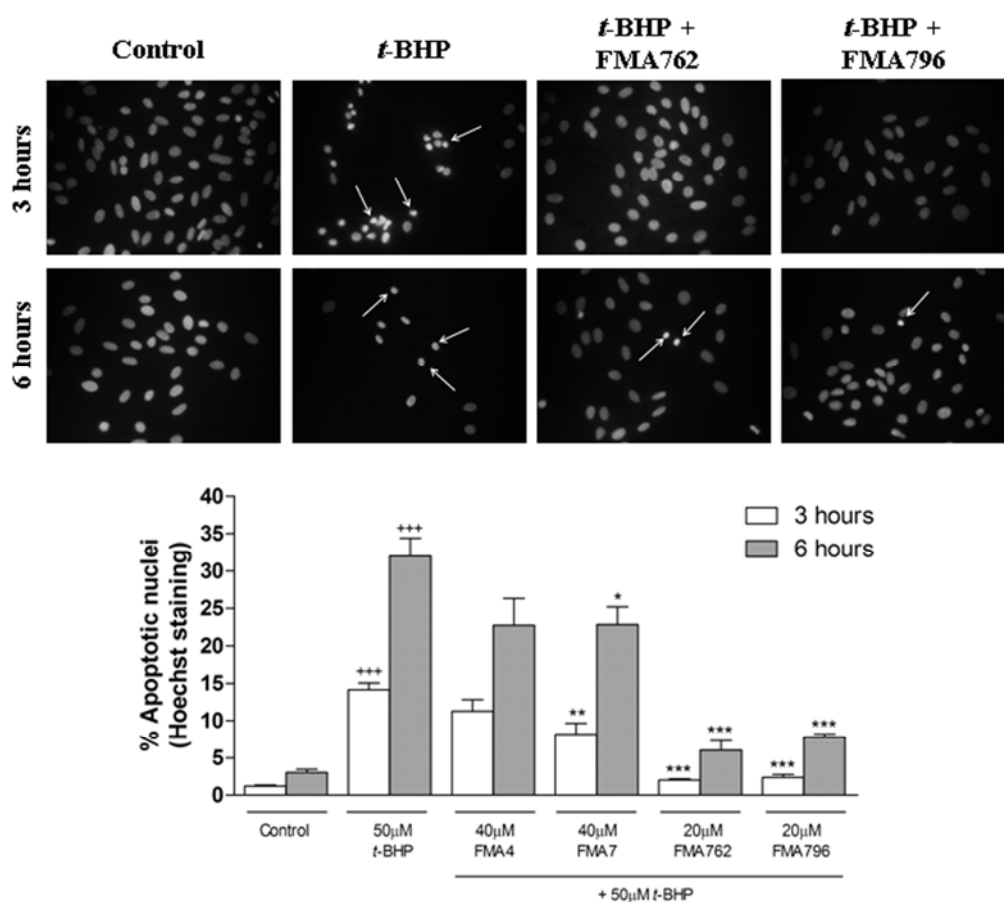 Control
t-BHP
t-BHP +
FMA762
t-BHP +
FMA796
3 hours
6 hours
40
35
30
25
20
15
10
5
0
% Apoptotic nuclei
(Hoechst staining)
3 hours
6 hours
+++
+++
*
**
***
***
***
***
Control
50µM
t-BHP
40µM
FMA4
40µM
FMA7
20µM
FMA762
20µM
FMA796
+ 50µM t-BHP